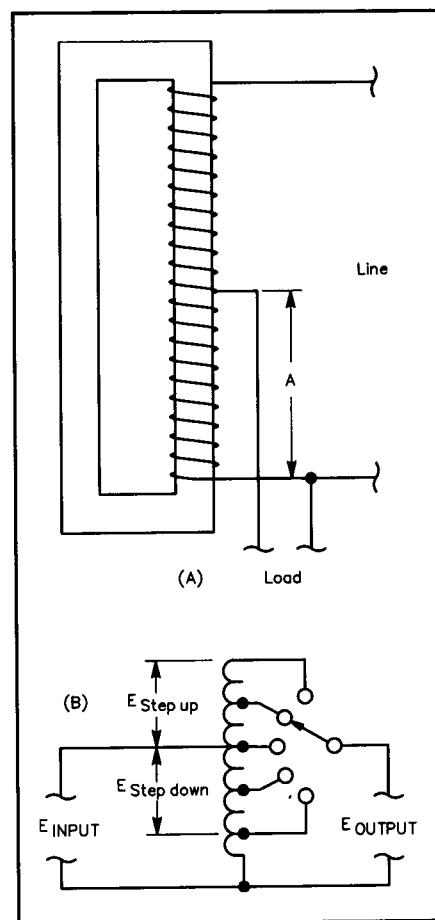 Line
A
(A) Load
(B)
E Step up
E Step down
E INPUT
E OUTPUT